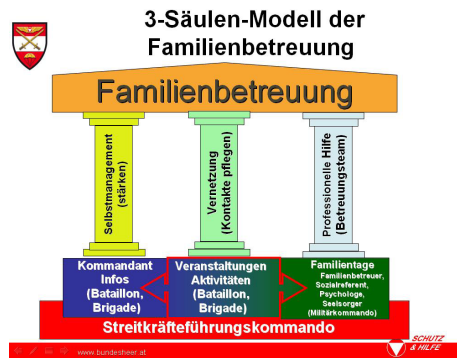 3-Säulen-Modell der
Familienbetreuung
Familienbetreuung
Selbstmanagement
(stärken)
Vernetzung
(Kontakte pflegen)
Professionelle Hilfe
(Betreuungsteam)
Kommandant
Infos
(Bataillon,
Brigade)
Veranstaltungen
Aktivitäten
(Bataillon,
Brigade)
Familientage
Familienbetreuer,
Sozialreferent,
Psychologe,
Seelsorger
(Militärkommando)
Streitkräfteführungskommando
www.bundesheer.at
SCHUTZ
& HILFE